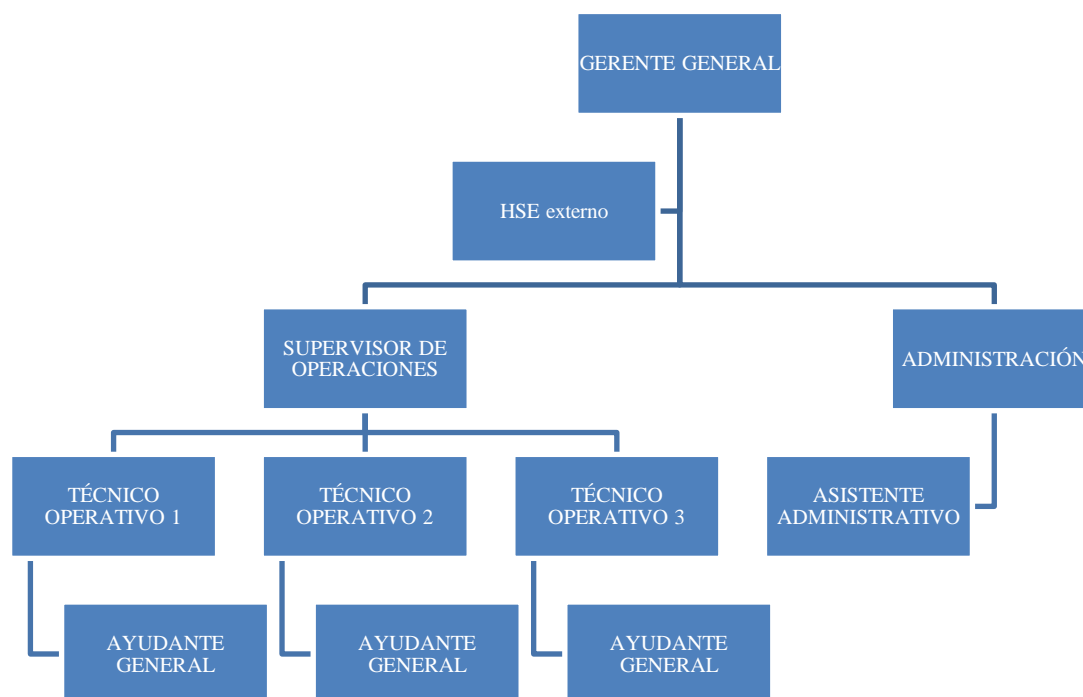 GERENTE GENERAL
HSE externo
SUPERVISOR DE
OPERACIONES
ADMINISTRACIÓN
TÉCNICO
OPERATIVO 1
TÉCNICO
OPERATIVO 2
TÉCNICO
OPERATIVO 3
ASISTENTE
ADMINISTRATIVO
AYUDANTE
GENERAL
AYUDANTE
GENERAL
AYUDANTE
GENERAL